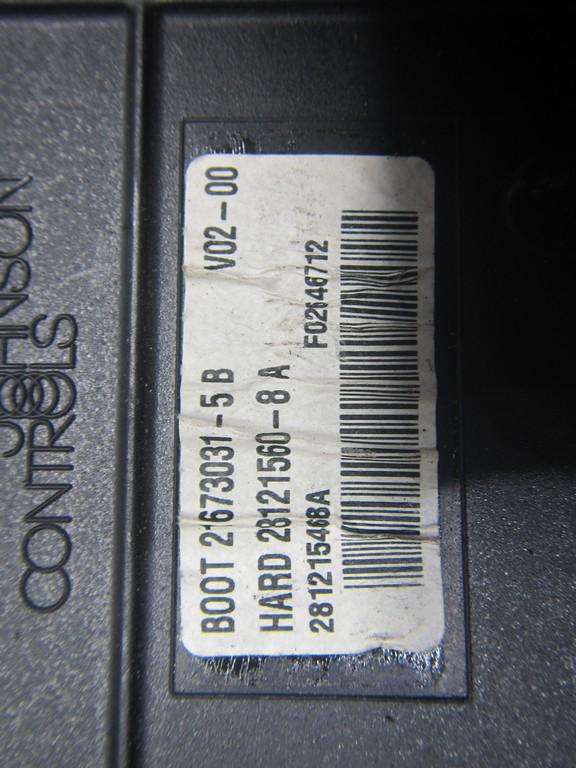 JOHNSON
CONTROLS
BOOT 21673031-5 B V02-00
HARD 28121560-8 A
28121546BA F02646712